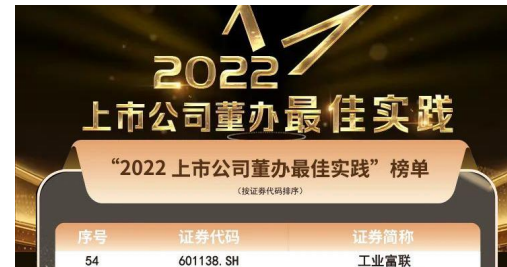 2022
上市公司董办最佳实践
“2022 上市公司董办最佳实践”榜单
（按证券代码排序）
序号 证券代码 证券简称
54 601138. SH 工业富联